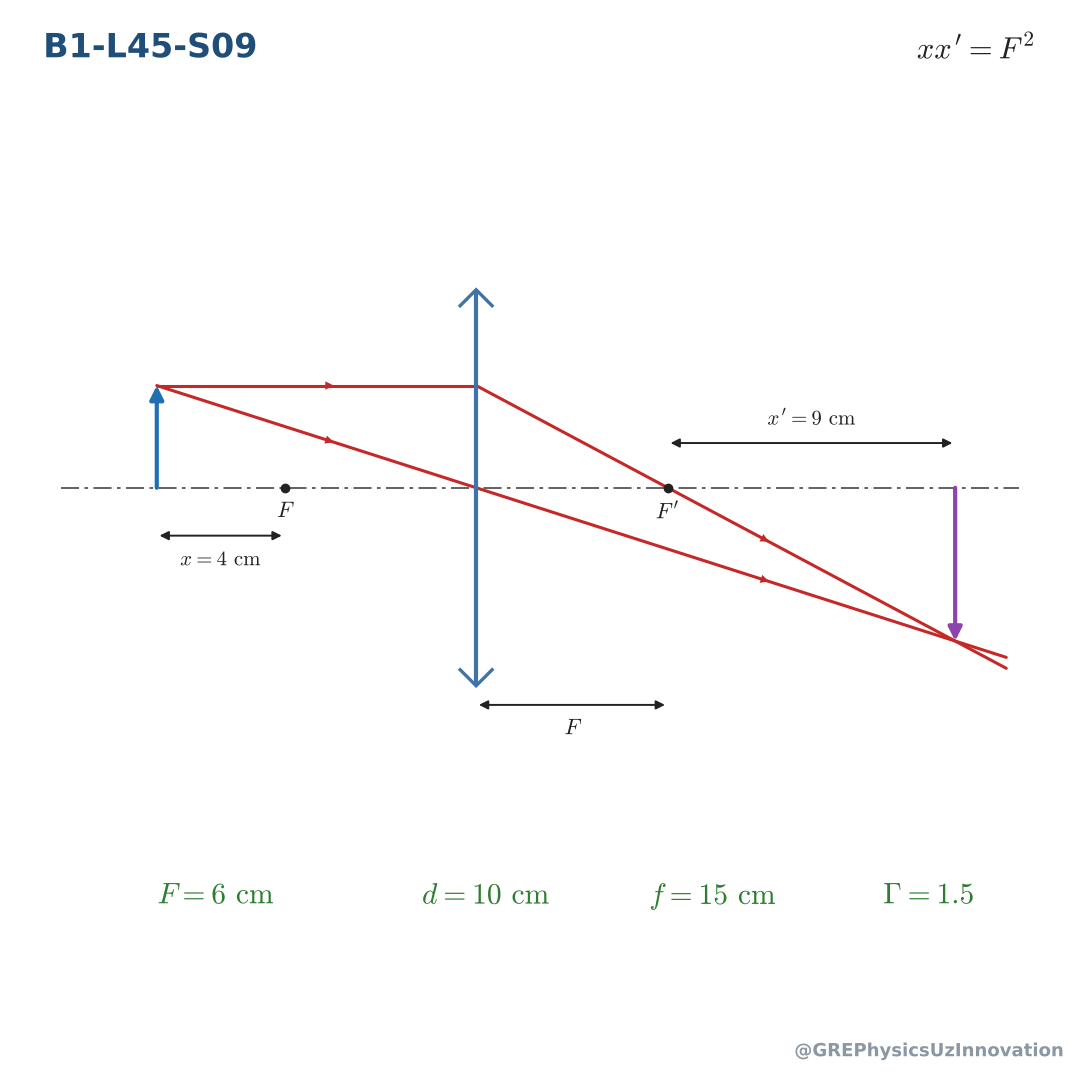 B1-L45-S09
xx′ = F²
x′ = 9 cm
F
F′
x = 4 cm
F
F = 6 cm
d = 10 cm
f = 15 cm
Γ = 1.5
@GREPhysicsUzInnovation